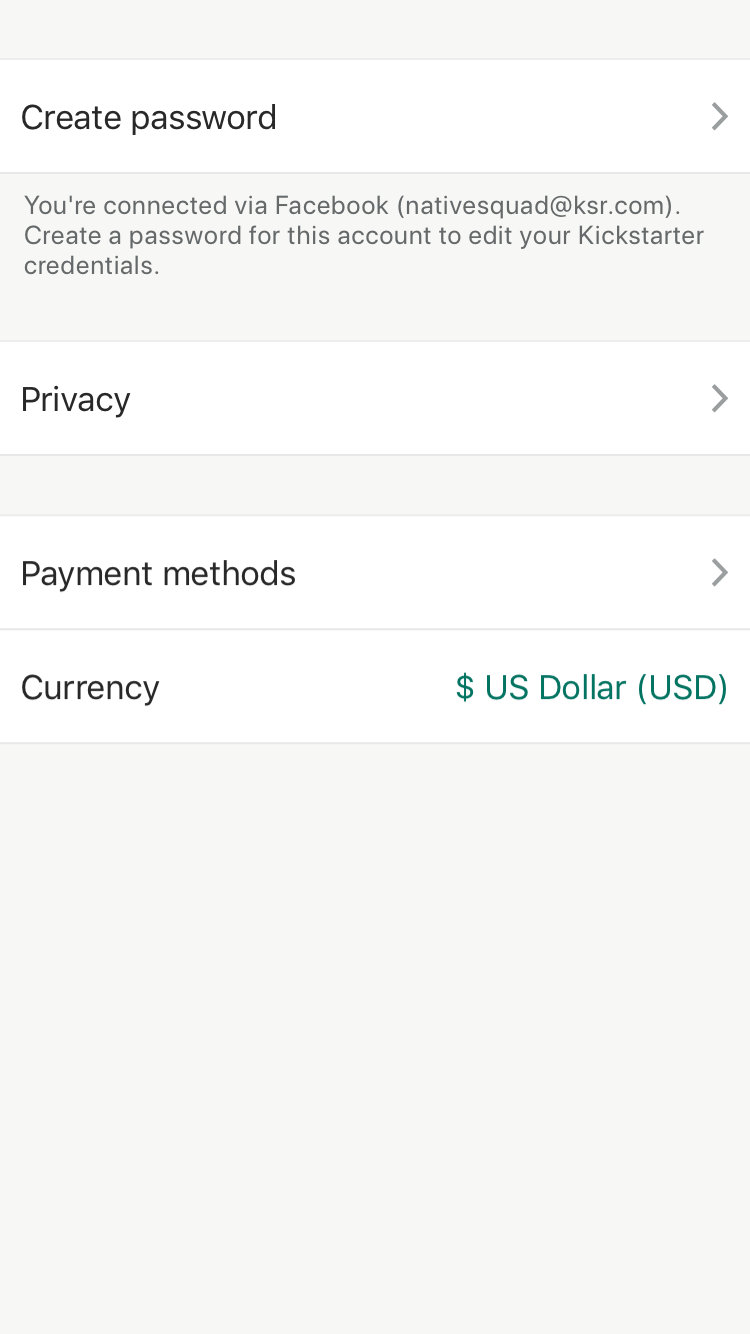 Create password
You're connected via Facebook (nativesquad@ksr.com).
Create a password for this account to edit your Kickstarter
credentials.
Privacy
Payment methods
Currency $ US Dollar (USD)